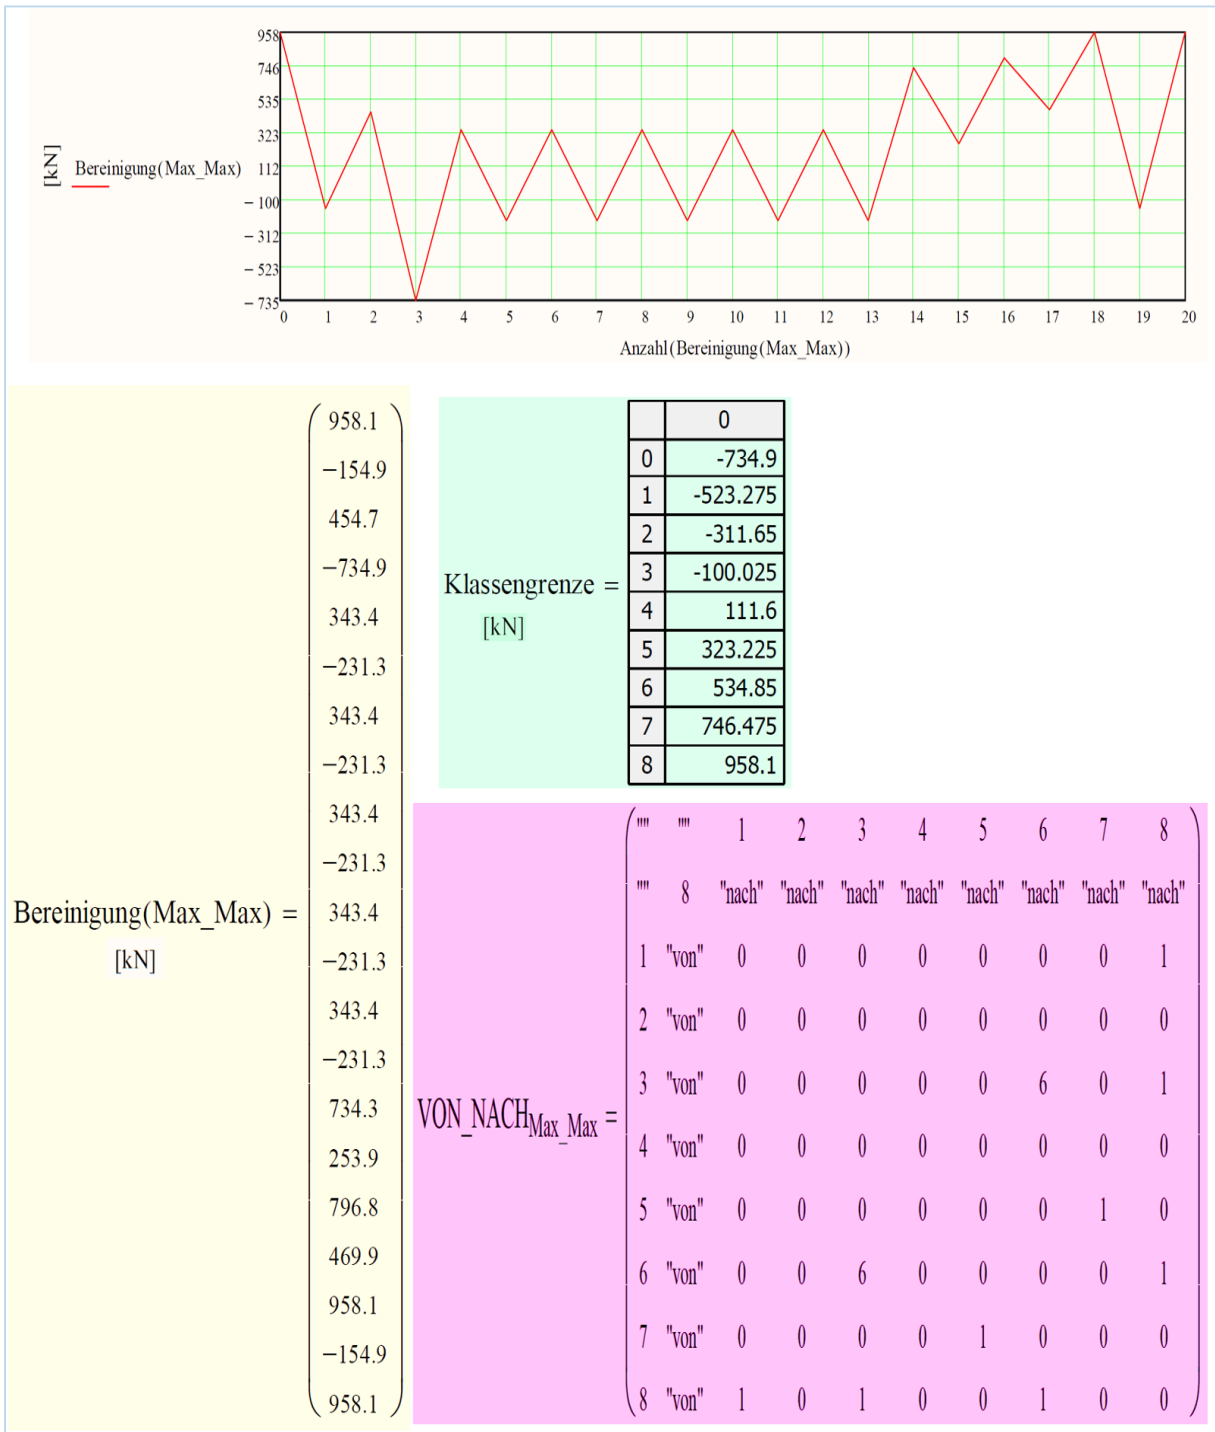 958
746
535
323
112
−100
−312
−523
−735
[kN]
Bereinigung(Max_Max)
0 1 2 3 4 5 6 7 8 9 10 11 12 13 14 15 16 17 18 19 20
Anzahl(Bereinigung(Max_Max))
Bereinigung(Max_Max) =
[kN]
958.1
−154.9
454.7
−734.9
343.4
−231.3
343.4
−231.3
343.4
−231.3
343.4
−231.3
343.4
−231.3
734.3
253.9
796.8
469.9
958.1
−154.9
958.1
Klassengrenze =
[kN]
0
0 -734.9
1 -523.275
2 -311.65
3 -100.025
4 111.6
5 323.225
6 534.85
7 746.475
8 958.1
VON_NACH Max_Max =
"" "" 1 2 3 4 5 6 7 8
"" 8 "nach" "nach" "nach" "nach" "nach" "nach" "nach" "nach"
1 "von" 0 0 0 0 0 0 0 1
2 "von" 0 0 0 0 0 0 0 0
3 "von" 0 0 0 0 0 6 0 1
4 "von" 0 0 0 0 0 0 0 0
5 "von" 0 0 0 0 0 0 1 0
6 "von" 0 0 6 0 0 0 0 1
7 "von" 0 0 0 0 1 0 0 0
8 "von" 1 0 1 0 0 1 0 0